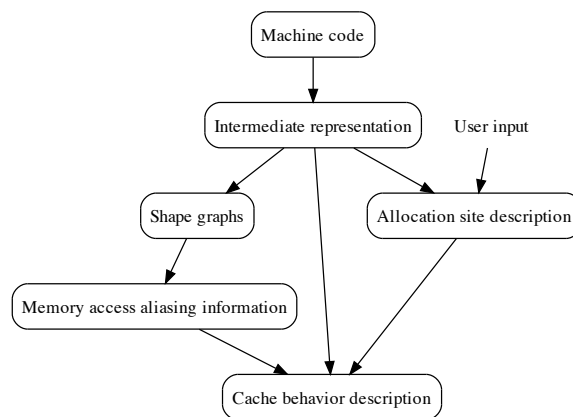 Machine code
Intermediate representation
User input
Shape graphs
Allocation site description
Memory access aliasing information
Cache behavior description